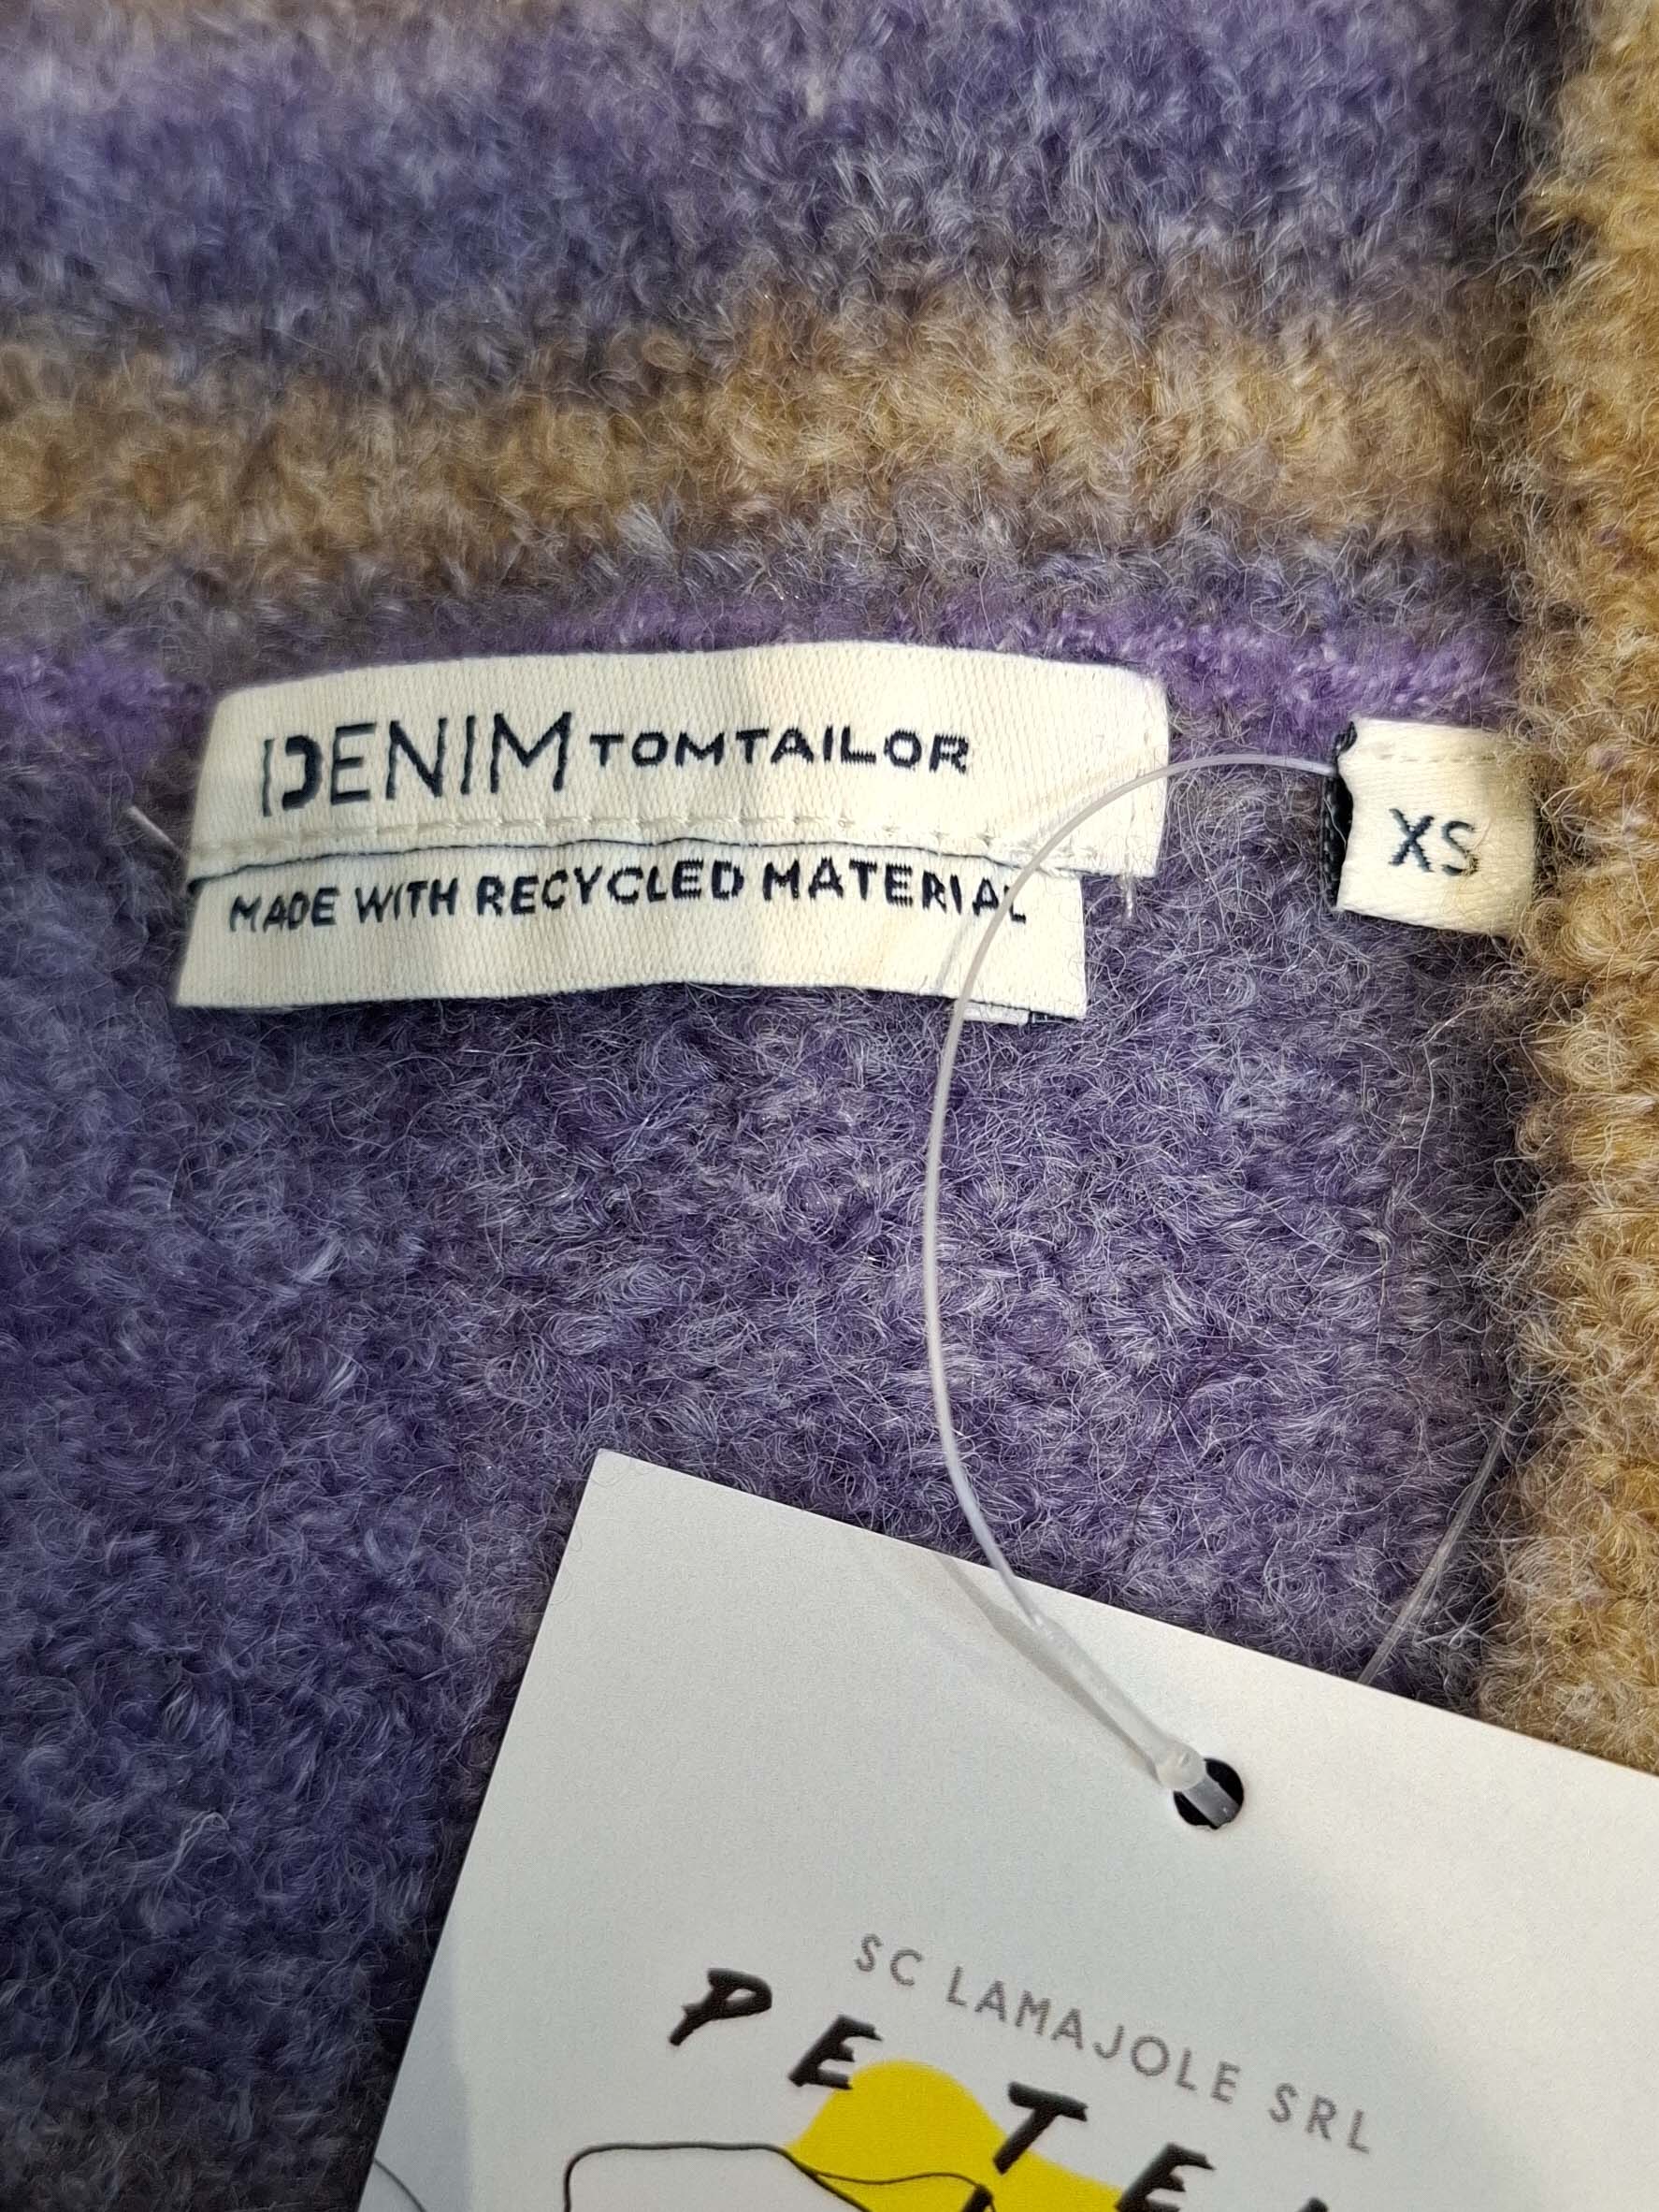 DENIM TOMTAILOR
MADE WITH RECYCLED MATERIAL
XS
SC LAMAJOLE SRL